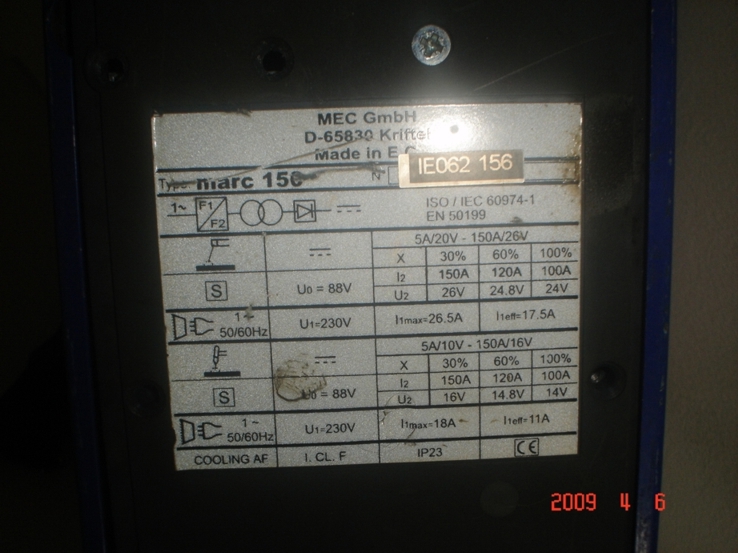 MEC GmbH
D-65830 Kriftel
Made in E.C
Type marc 150 N° IE062 156
1~ F1 F2 ISO / IEC 60974-1
EN 50199
5A/20V - 150A/26V
X 30% 60% 100%
I2 150A 120A 100A
S U0 = 88V U2 26V 24.8V 24V
1~ 50/60Hz U1=230V I1max=26.5A I1eff=17.5A
5A/10V - 150A/16V
X 30% 60% 100%
I2 150A 120A 100A
S U0 = 88V U2 16V 14.8V 14V
1~ 50/60Hz U1=230V I1max=18A I1eff=11A
COOLING AF I. CL. F IP23 CE
2009 4 6